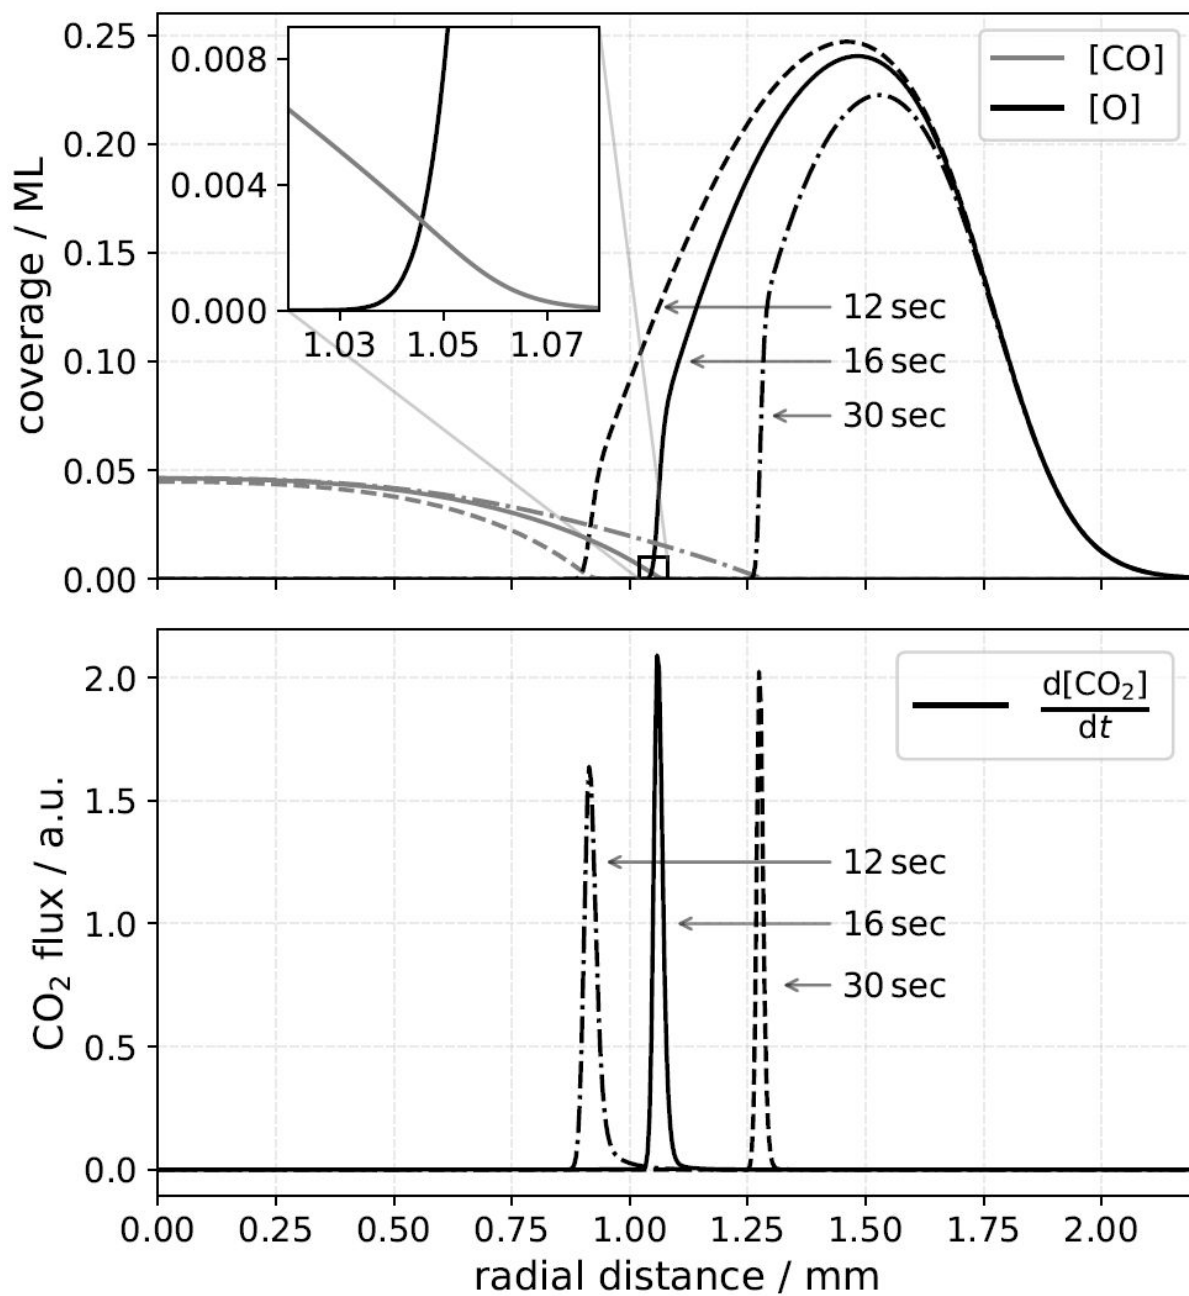 coverage / ML
0.25
0.20
0.15
0.10
0.05
0.00
0.008
0.004
0.000
1.03 1.05 1.07
[CO]
[O]
12 sec
16 sec
30 sec
CO₂ flux / a.u.
2.0
1.5
1.0
0.5
0.0
d[CO₂]
dt
12 sec
16 sec
30 sec
0.00 0.25 0.50 0.75 1.00 1.25 1.50 1.75 2.00
radial distance / mm